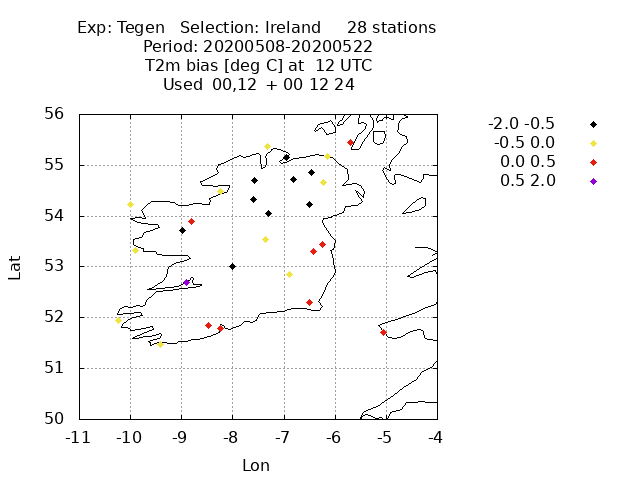 Exp: Tegen   Selection: Ireland     28 stations
Period: 20200508-20200522
T2m bias [deg C] at  12 UTC
Used  00,12  + 00 12 24
-2.0 -0.5
-0.5 0.0
0.0 0.5
0.5 2.0
56
55
54
53
52
51
50
Lat
-11 -10 -9 -8 -7 -6 -5 -4
Lon